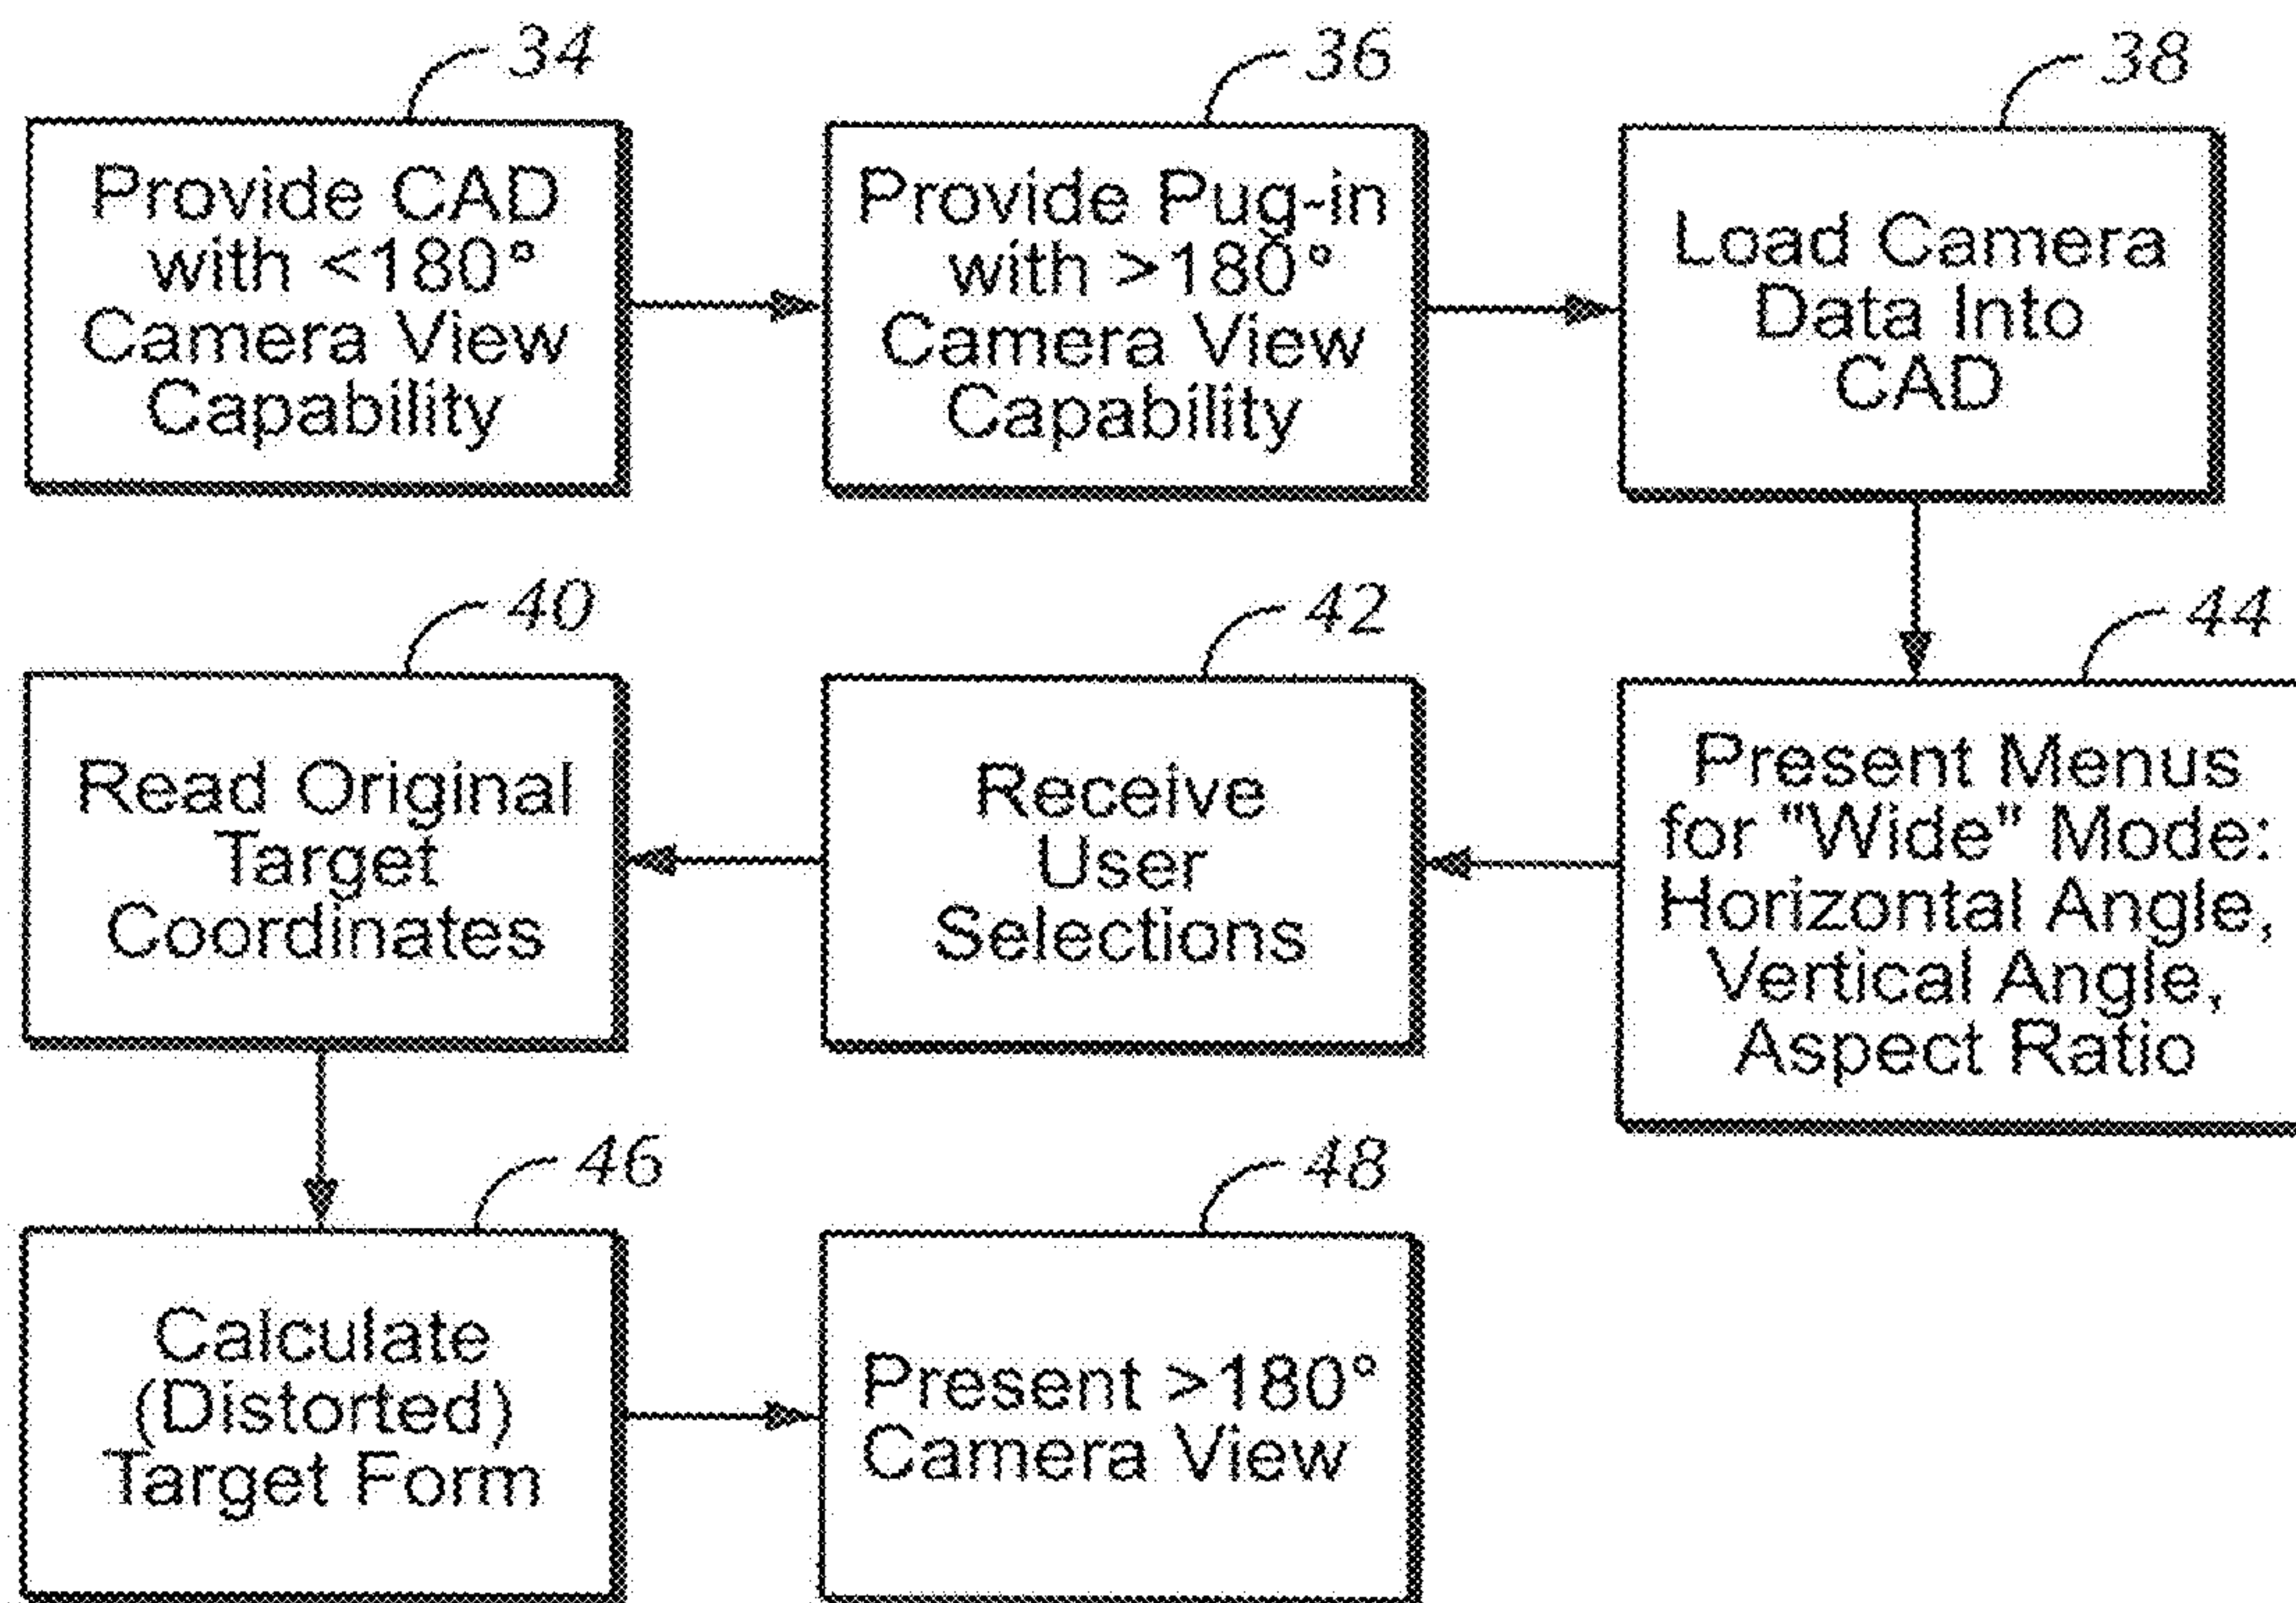 34
Provide CAD
with <180°
Camera View
Capability
36
Provide Pug-in
with >180°
Camera View
Capability
38
Load Camera
Data Into
CAD
40
Read Original
Target
Coordinates
42
Receive
User
Selections
44
Present Menus
for "Wide" Mode:
Horizontal Angle,
Vertical Angle,
Aspect Ratio
46
Calculate
(Distorted)
Target Form
48
Present >180°
Camera View